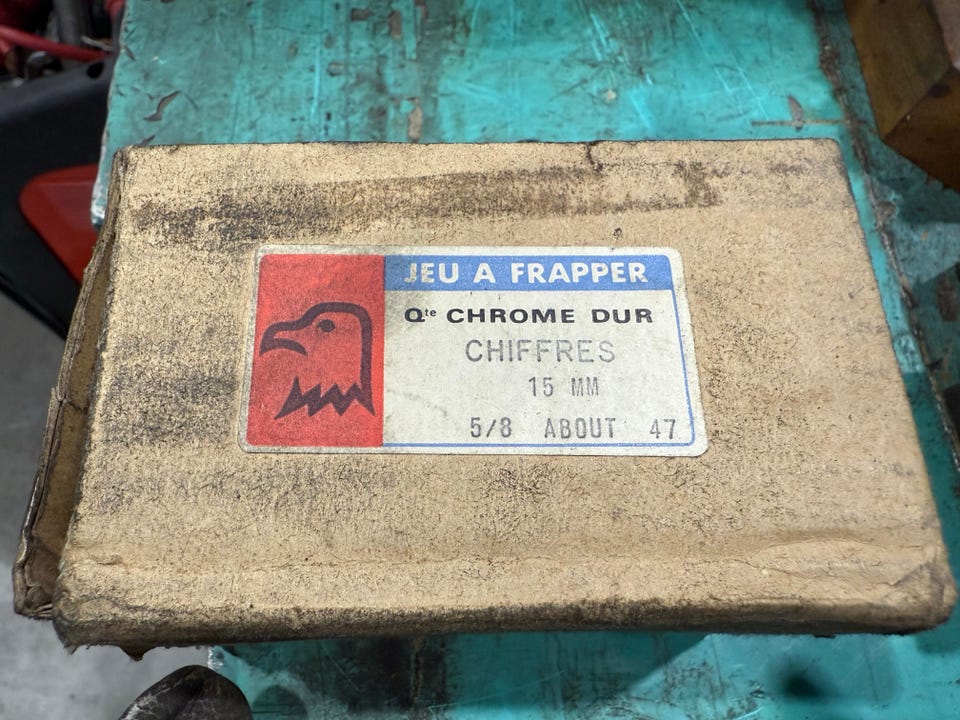 JEU A FRAPPER
Qte CHROME DUR
CHIFFRES
15 MM
5/8 ABOUT 47